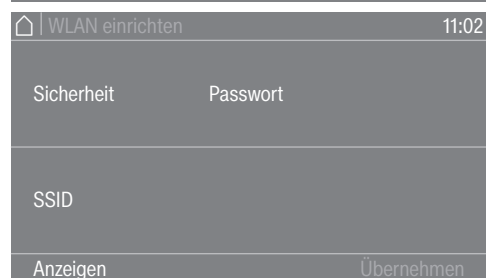 WLAN einrichten 11:02
Sicherheit Passwort
SSID
Anzeigen Übernehmen